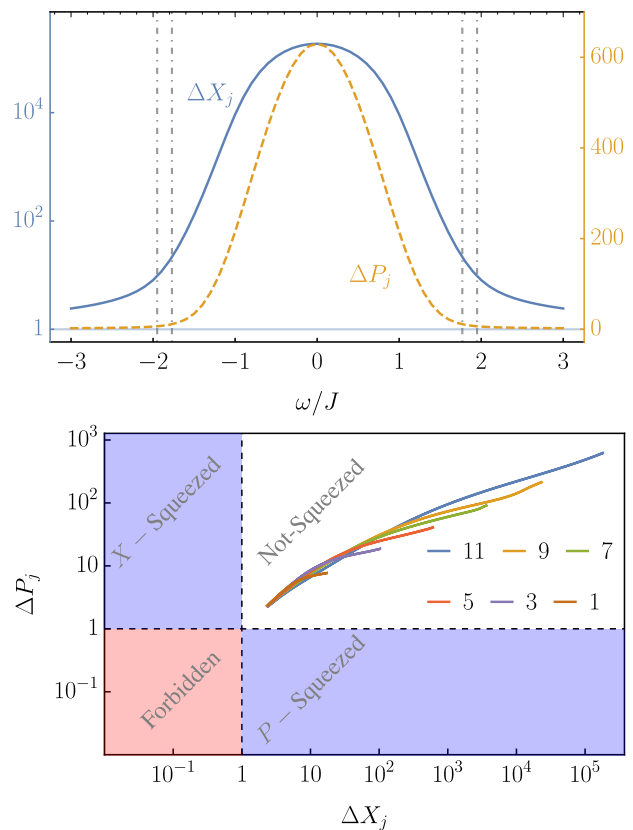 10^4
10^2
1
ΔX_j
ΔP_j
600
400
200
0
−3 −2 −1 0 1 2 3
ω/J
10^3
10^2
10
1
10^−1
ΔP_j
X − Squeezed
Not-Squeezed
11 9 7
5 3 1
Forbidden
P − Squeezed
10^−1 1 10 10^2 10^3 10^4 10^5
ΔX_j